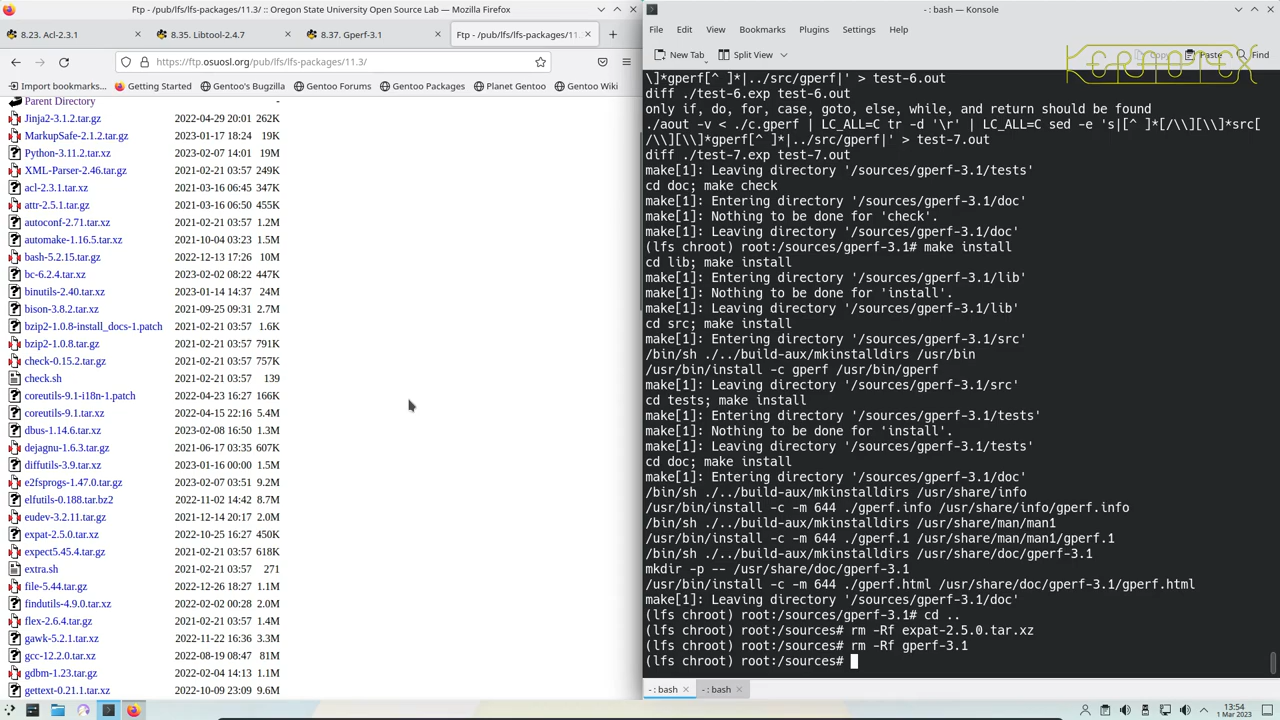 Ftp - /pub/lfs/lfs-packages/11.3/ :: Oregon State University Open Source Lab — Mozilla Firefox
8.23. Acl-2.3.1
8.35. Libtool-2.4.7
8.37. Gperf-3.1
Ftp - /pub/lfs/lfs-packages/11.
https://ftp.osuosl.org/pub/lfs/lfs-packages/11.3/
Import bookmarks...
Getting Started
Gentoo's Bugzilla
Gentoo Forums
Gentoo Packages
Planet Gentoo
Gentoo Wiki
Parent Directory -
Jinja2-3.1.2.tar.gz 2022-04-29 20:01 262K
MarkupSafe-2.1.2.tar.gz 2023-01-17 18:24 19K
Python-3.11.2.tar.xz 2023-02-07 14:01 19M
XML-Parser-2.46.tar.gz 2021-02-21 03:57 249K
acl-2.3.1.tar.xz 2021-03-16 06:45 347K
attr-2.5.1.tar.gz 2021-03-16 06:40 455K
autoconf-2.71.tar.xz 2021-02-21 03:57 1.2M
automake-1.16.5.tar.xz 2021-10-04 03:23 1.5M
bash-5.2.15.tar.gz 2022-12-13 17:26 10M
bc-6.2.4.tar.xz 2023-02-02 08:22 447K
binutils-2.40.tar.xz 2023-01-14 14:37 24M
bison-3.8.2.tar.xz 2021-09-25 09:31 2.7M
bzip2-1.0.8-install_docs-1.patch 2021-02-21 03:57 1.6K
bzip2-1.0.8.tar.gz 2021-02-21 03:57 791K
check-0.15.2.tar.gz 2021-02-21 03:57 757K
check.sh 2021-02-21 03:57 139
coreutils-9.1-i18n-1.patch 2022-04-23 16:27 166K
coreutils-9.1.tar.xz 2022-04-15 22:16 5.4M
dbus-1.14.6.tar.xz 2023-02-08 16:50 1.3M
dejagnu-1.6.3.tar.gz 2021-06-17 03:35 607K
diffutils-3.9.tar.xz 2023-01-16 00:00 1.5M
e2fsprogs-1.47.0.tar.gz 2023-02-07 03:51 9.2M
elfutils-0.188.tar.bz2 2022-11-02 14:42 8.7M
eudev-3.2.11.tar.gz 2021-12-14 20:17 2.0M
expat-2.5.0.tar.xz 2022-10-25 16:27 450K
expect5.45.4.tar.gz 2021-02-21 03:57 618K
extra.sh 2021-02-21 03:57 271
file-5.44.tar.gz 2022-12-26 18:27 1.1M
findutils-4.9.0.tar.xz 2022-02-02 00:28 2.0M
flex-2.6.4.tar.gz 2021-02-21 03:57 1.4M
gawk-5.2.1.tar.xz 2022-11-22 16:36 3.3M
gcc-12.2.0.tar.xz 2022-08-19 08:47 81M
gdbm-1.23.tar.gz 2022-02-04 14:13 1.1M
gettext-0.21.1.tar.xz 2022-10-09 23:09 9.6M
- : bash — Konsole
File Edit View Bookmarks Plugins Settings Help
New Tab Split View Copy Paste Find
KERNOTEX
\]*gperf[^ ]*|../src/gperf|' > test-6.out
diff ./test-6.exp test-6.out
only if, do, for, case, goto, else, while, and return should be found
./aout -v < ./c.gperf | LC_ALL=C tr -d '\r' | LC_ALL=C sed -e 's|[^ ]*[/\\][\\]*src[
/\\][\\]*gperf[^ ]*|../src/gperf|' > test-7.out
diff ./test-7.exp test-7.out
make[1]: Leaving directory '/sources/gperf-3.1/tests'
cd doc; make check
make[1]: Entering directory '/sources/gperf-3.1/doc'
make[1]: Nothing to be done for 'check'.
make[1]: Leaving directory '/sources/gperf-3.1/doc'
(lfs chroot) root:/sources/gperf-3.1# make install
cd lib; make install
make[1]: Entering directory '/sources/gperf-3.1/lib'
make[1]: Nothing to be done for 'install'.
make[1]: Leaving directory '/sources/gperf-3.1/lib'
cd src; make install
make[1]: Entering directory '/sources/gperf-3.1/src'
/bin/sh ./../build-aux/mkinstalldirs /usr/bin
/usr/bin/install -c gperf /usr/bin/gperf
make[1]: Leaving directory '/sources/gperf-3.1/src'
cd tests; make install
make[1]: Entering directory '/sources/gperf-3.1/tests'
make[1]: Nothing to be done for 'install'.
make[1]: Leaving directory '/sources/gperf-3.1/tests'
cd doc; make install
make[1]: Entering directory '/sources/gperf-3.1/doc'
/bin/sh ./../build-aux/mkinstalldirs /usr/share/info
/usr/bin/install -c -m 644 ./gperf.info /usr/share/info/gperf.info
/bin/sh ./../build-aux/mkinstalldirs /usr/share/man/man1
/usr/bin/install -c -m 644 ./gperf.1 /usr/share/man/man1/gperf.1
/bin/sh ./../build-aux/mkinstalldirs /usr/share/doc/gperf-3.1
mkdir -p -- /usr/share/doc/gperf-3.1
/usr/bin/install -c -m 644 ./gperf.html /usr/share/doc/gperf-3.1/gperf.html
make[1]: Leaving directory '/sources/gperf-3.1/doc'
(lfs chroot) root:/sources/gperf-3.1# cd ..
(lfs chroot) root:/sources# rm -Rf expat-2.5.0.tar.xz
(lfs chroot) root:/sources# rm -Rf gperf-3.1
(lfs chroot) root:/sources#
- : bash
- : bash
13:54
1 Mar 2023